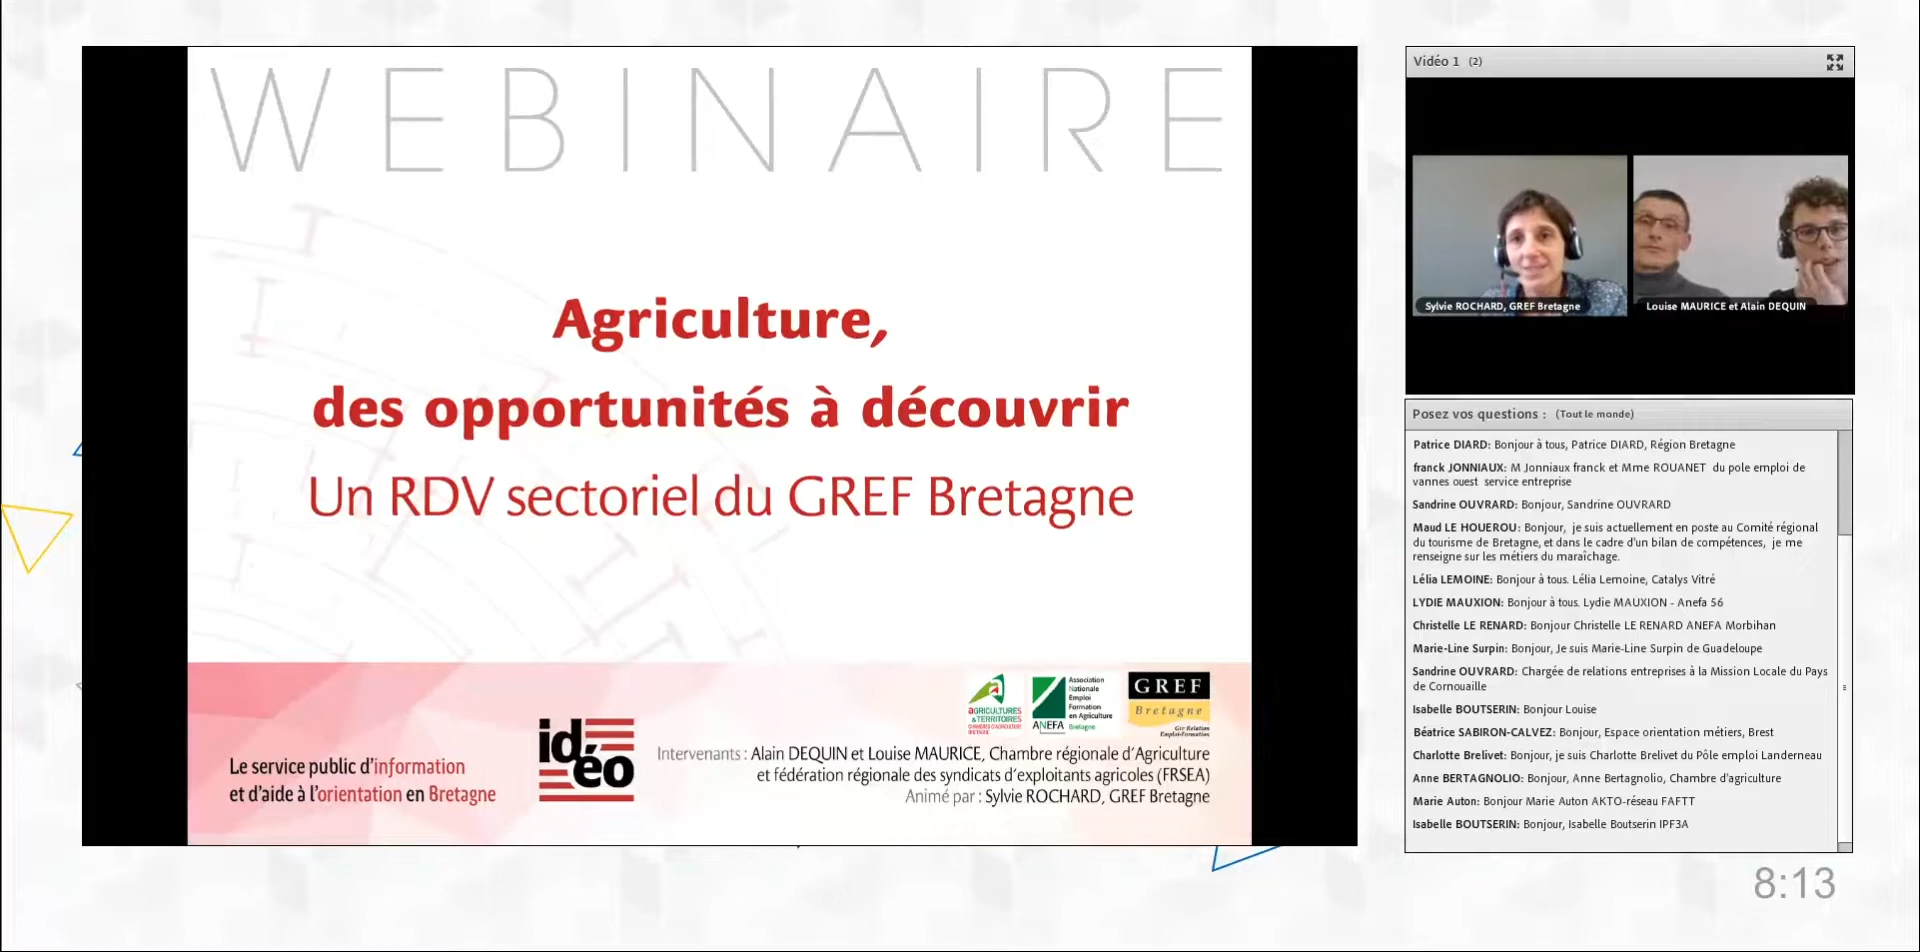 WEBINAIRE
Agriculture,
des opportunités à découvrir
Un RDV sectoriel du GREF Bretagne
Le service public d'information
et d'aide à l'orientation en Bretagne
idéo
AGRICULTURES
& TERRITOIRES
CHAMBRES D'AGRICULTURE
BRETAGNE
ANEFA
Association
Nationale
Emploi
Formation
en Agriculture
Bretagne
GREF
Bretagne
Gie Relation
Emploi-Formation
Intervenants : Alain DEQUIN et Louise MAURICE, Chambre régionale d'Agriculture
et fédération régionale des syndicats d'exploitants agricoles (FRSEA)
Animé par : Sylvie ROCHARD, GREF Bretagne
Vidéo 1 (2)
Sylvie ROCHARD, GREF Bretagne
Louise MAURICE et Alain DEQUIN
Posez vos questions : (Tout le monde)
Patrice DIARD: Bonjour à tous, Patrice DIARD, Région Bretagne
franck JONNIAUX: M Jonniaux franck et Mme ROUANET du pole emploi de
vannes ouest service entreprise
Sandrine OUVRARD: Bonjour, Sandrine OUVRARD
Maud LE HOUEROU: Bonjour, je suis actuellement en poste au Comité régional
du tourisme de Bretagne, et dans le cadre d'un bilan de compétences, je me
renseigne sur les métiers du maraîchage.
Lélia LEMOINE: Bonjour à tous. Lélia Lemoine, Catalys Vitré
LYDIE MAUXION: Bonjour à tous. Lydie MAUXION - Anefa 56
Christelle LE RENARD: Bonjour Christelle LE RENARD ANEFA Morbihan
Marie-Line Surpin: Bonjour, Je suis Marie-Line Surpin de Guadeloupe
Sandrine OUVRARD: Chargée de relations entreprises à la Mission Locale du Pays
de Cornouaille
Isabelle BOUTSERIN: Bonjour Louise
Béatrice SABIRON-CALVEZ: Bonjour, Espace orientation métiers, Brest
Charlotte Brelivet: Bonjour, je suis Charlotte Brelivet du Pôle emploi Landerneau
Anne BERTAGNOLIO: Bonjour, Anne Bertagnolio, Chambre d'agriculture
Marie Auton: Bonjour Marie Auton AKTO-réseau FAFTT
Isabelle BOUTSERIN: Bonjour, Isabelle Boutserin IPF3A
8:13